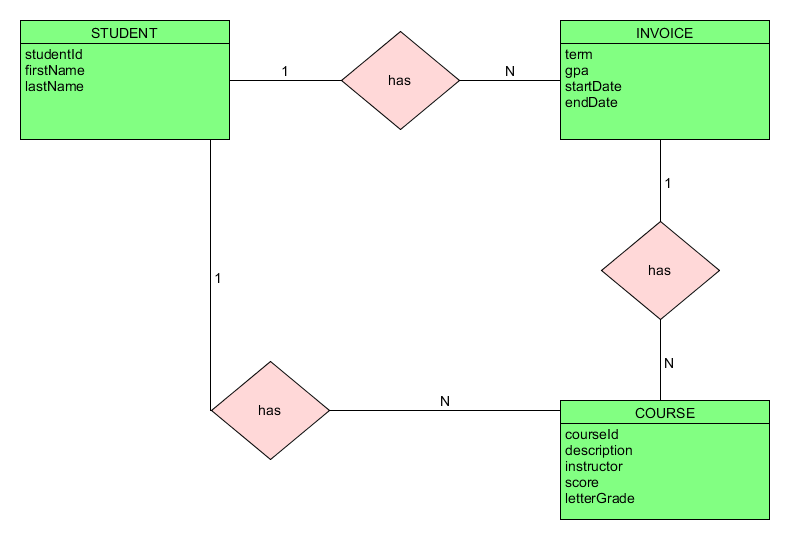 STUDENT
studentId
firstName
lastName
1
has
N
INVOICE
term
gpa
startDate
endDate
1
has
N
1
has
N
COURSE
courseId
description
instructor
score
letterGrade